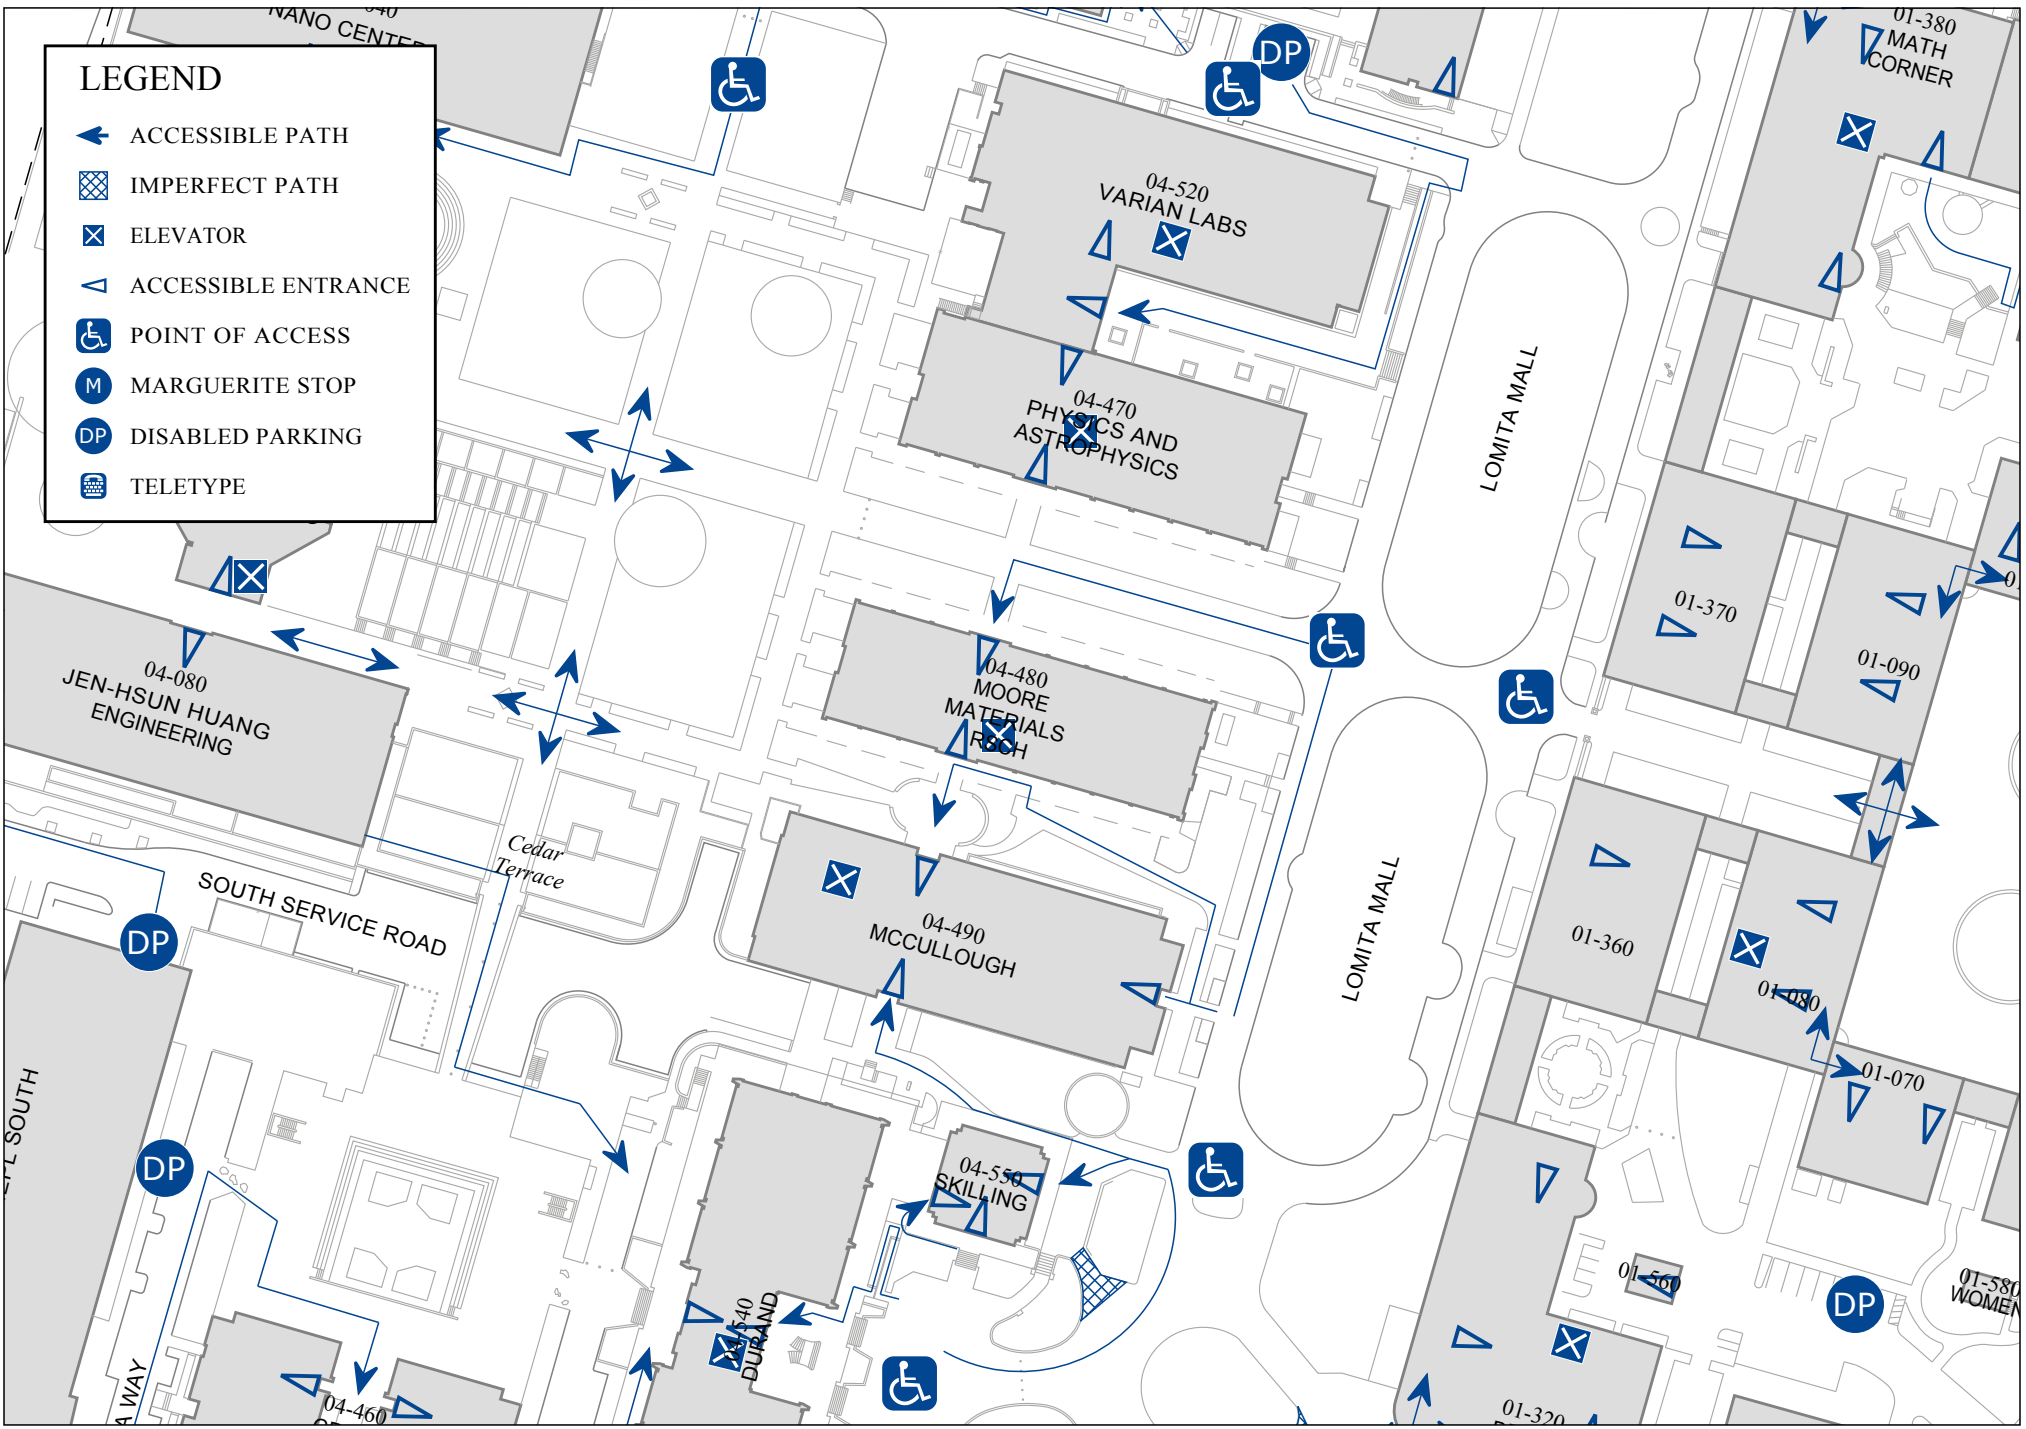 LEGEND
ACCESSIBLE PATH
IMPERFECT PATH
ELEVATOR
ACCESSIBLE ENTRANCE
POINT OF ACCESS
M
MARGUERITE STOP
DP
DISABLED PARKING
TELETYPE
NANO CENTER
DP
01-380
MATH
CORNER
04-520
VARIAN LABS
04-470
PHYSICS AND
ASTROPHYSICS
LOMITA MALL
01-370
01-090
04-080
JEN-HSUN HUANG
ENGINEERING
04-480
MOORE
MATERIALS
RSCH
Cedar
Terrace
SOUTH SERVICE ROAD
DP
04-490
MCCULLOUGH
LOMITA MALL
01-360
01-080
01-070
SOUTH
DP
04-550
SKILLING
04-540
DURAND
01-560
DP
01-580
WOMEN
WAY
04-460
01-320